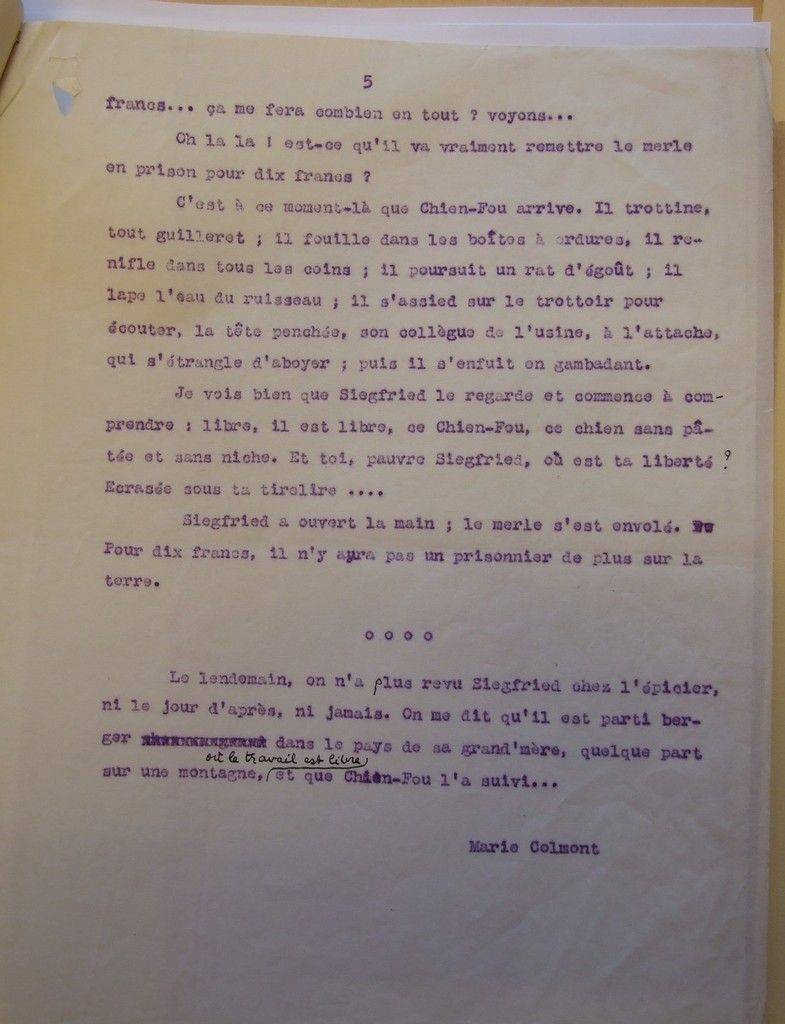 5
francs... ça me fera combien en tout ? voyons...
Oh la la ! est-ce qu'il va vraiment remettre le merle
en prison pour dix francs ?
C'est à ce moment-là que Chien-Fou arrive. Il trottine,
tout guilleret ; il fouille dans les boîtes à ordures, il re-
nifle dans tous les coins ; il poursuit un rat d'égoût ; il
lape l'eau du ruisseau ; il s'assied sur le trottoir pour
écouter, la tête penchée, son collègue de l'usine, à l'attache,
qui s'étrangle d'aboyer ; puis il s'enfuit en gambadant.
Je vois bien que Siegfried le regarde et commence à com-
prendre : libre, il est libre, ce Chien-Fou, ce chien sans pâ-
tée et sans niche. Et toi, pauvre Siegfried, où est ta liberté ?
Ecrasée sous ta tirelire ....
Siegfried a ouvert la main ; le merle s'est envolé.
Pour dix francs, il n'y aura pas un prisonnier de plus sur la
terre.
o o o o
Le lendemain, on n'a plus revu Siegfried chez l'épicier,
ni le jour d'après, ni jamais. On me dit qu'il est parti ber-
ger dans le pays de sa grand'mère, quelque part
où le travail est libre,
sur une montagne, et que Chien-Fou l'a suivi...
Marie Colmont